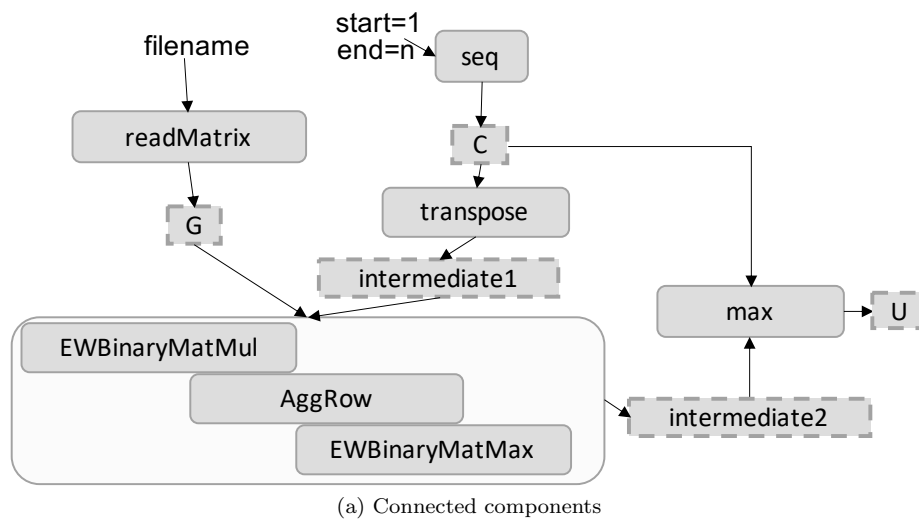 start=1
end=n
filename
seq
readMatrix
C
transpose
G
intermediate1
max
U
EWBinaryMatMul
AggRow
intermediate2
EWBinaryMatMax
(a) Connected components